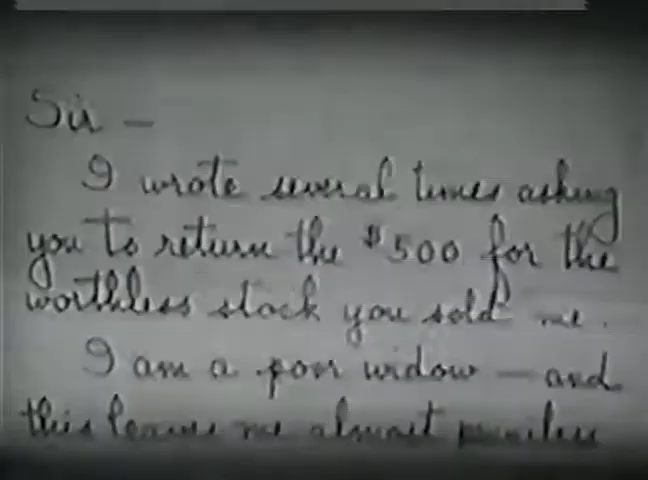 Sir —
I wrote several times asking
you to return the $500 for the
worthless stock you sold me.
I am a poor widow — and
this leaves me almost penniless